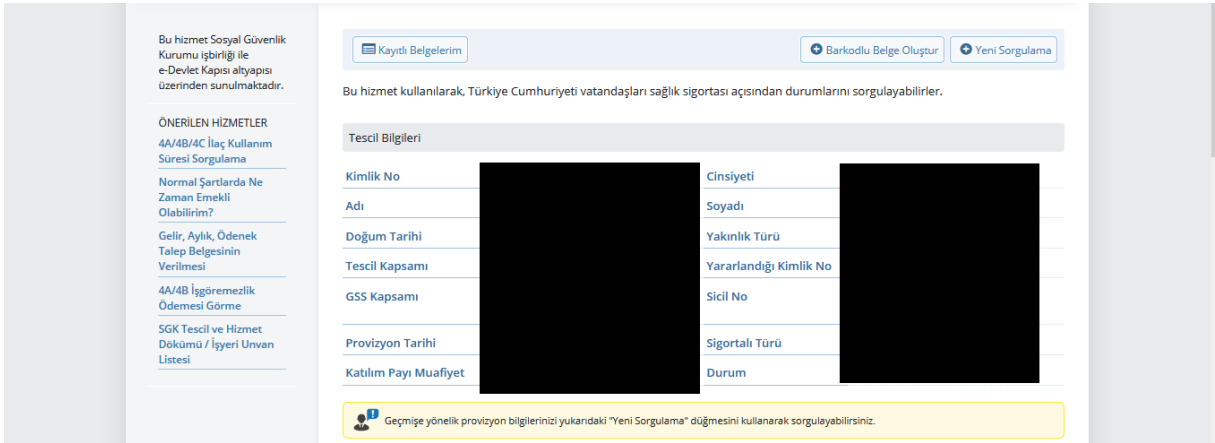 Bu hizmet Sosyal Güvenlik
Kurumu işbirliği ile
e-Devlet Kapısı altyapısı
üzerinden sunulmaktadır.
ÖNERİLEN HİZMETLER
4A/4B/4C İlaç Kullanım
Süresi Sorgulama
Normal Şartlarda Ne
Zaman Emekli
Olabilirim?
Gelir, Aylık, Ödenek
Talep Belgesinin
Verilmesi
4A/4B İşgöremezlik
Ödemesi Görme
SGK Tescil ve Hizmet
Dökümü / İşyeri Unvan
Listesi
Kayıtlı Belgelerim
Barkodlu Belge Oluştur
Yeni Sorgulama
Bu hizmet kullanılarak, Türkiye Cumhuriyeti vatandaşları sağlık sigortası açısından durumlarını sorgulayabilirler.
Tescil Bilgileri
Kimlik No
Cinsiyeti
Adı
Soyadı
Doğum Tarihi
Yakınlık Türü
Tescil Kapsamı
Yararlandığı Kimlik No
GSS Kapsamı
Sicil No
Provizyon Tarihi
Sigortalı Türü
Katılım Payı Muafiyet
Durum
Geçmişe yönelik provizyon bilgilerinizi yukarıdaki "Yeni Sorgulama" düğmesini kullanarak sorgulayabilirsiniz.